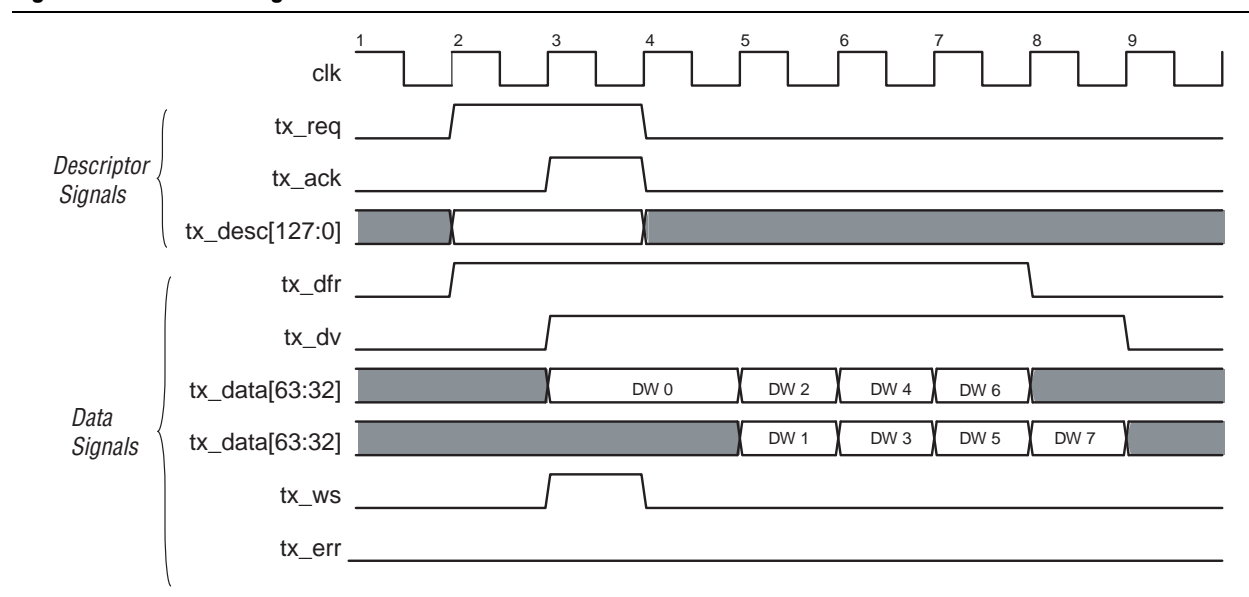 1 2 3 4 5 6 7 8 9
clk
tx_req
Descriptor
Signals
tx_ack
tx_desc[127:0]
tx_dfr
tx_dv
tx_data[63:32] DW 0 DW 2 DW 4 DW 6
Data
Signals
tx_data[63:32] DW 1 DW 3 DW 5 DW 7
tx_ws
tx_err